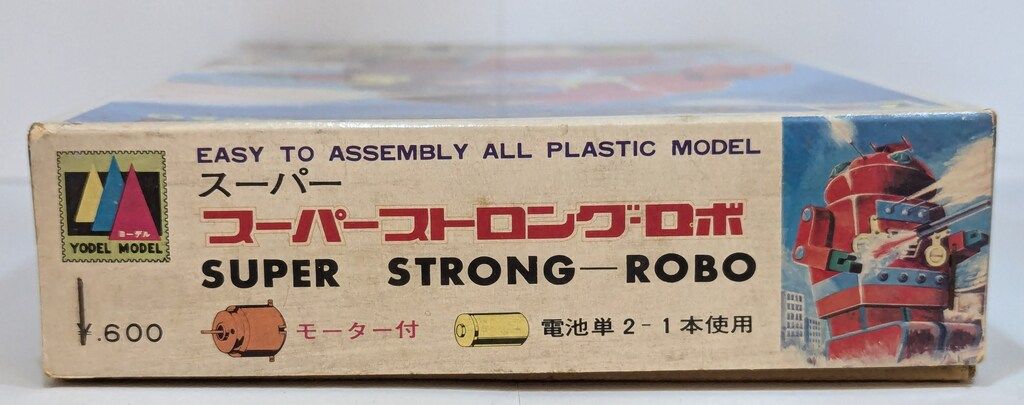 EASY TO ASSEMBLY ALL PLASTIC MODEL
スーパー
スーパーストロング・ロボ
SUPER STRONG—ROBO
ヨーデル
YODEL MODEL
¥.600
モーター付
電池単2-1本使用